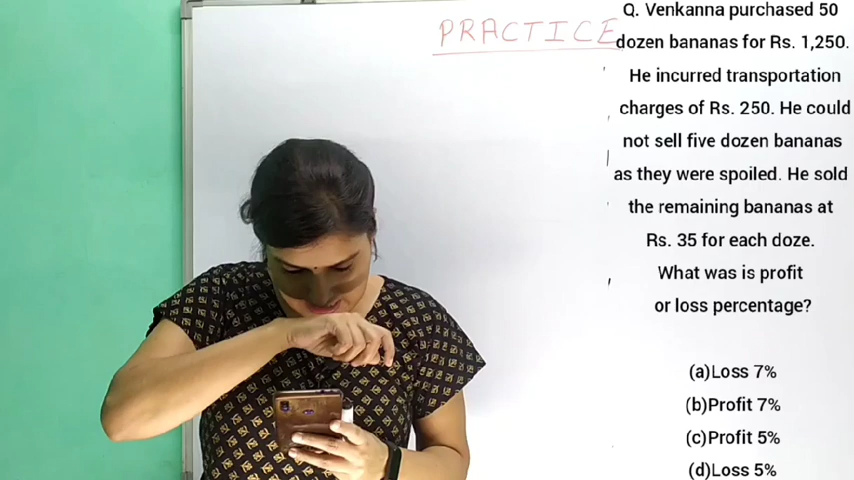 PRACTICE
Q. Venkanna purchased 50
dozen bananas for Rs. 1,250.
He incurred transportation
charges of Rs. 250. He could
not sell five dozen bananas
as they were spoiled. He sold
the remaining bananas at
Rs. 35 for each doze.
What was is profit
or loss percentage?
(a)Loss 7%
(b)Profit 7%
(c)Profit 5%
(d)Loss 5%